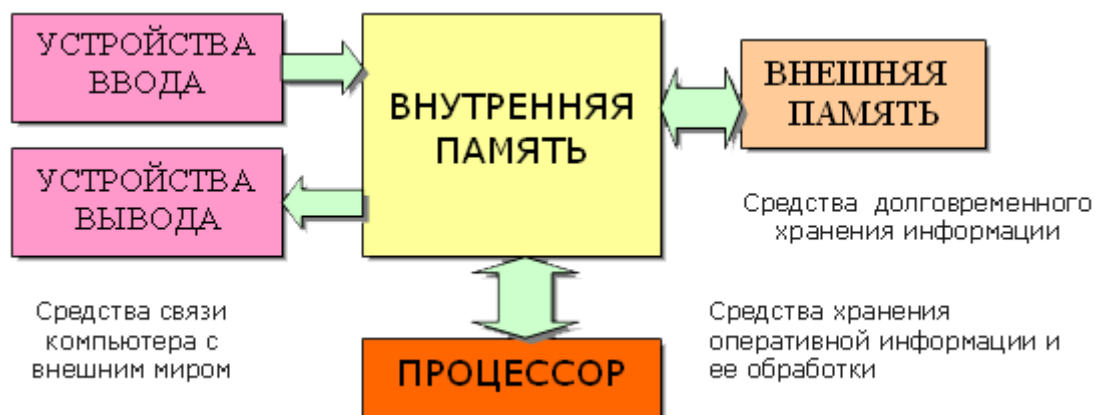 УСТРОЙСТВА
ВВОДА
ВНУТРЕННЯЯ
ПАМЯТЬ
ВНЕШНЯЯ
ПАМЯТЬ
УСТРОЙСТВА
ВЫВОДА
Средства долговременного
хранения информации
Средства связи
компьютера с
внешним миром
Средства хранения
оперативной информации и
ее обработки
ПРОЦЕССОР